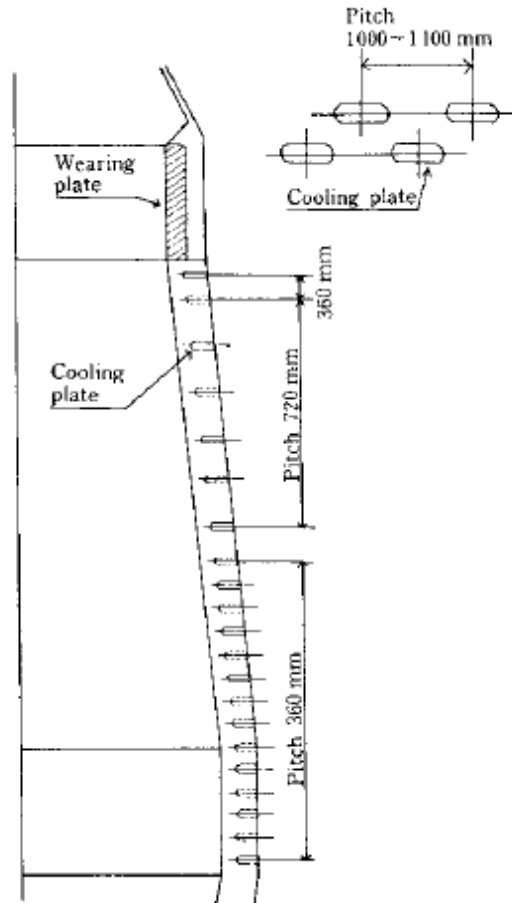 Pitch
1000~1100 mm
Wearing
plate
Cooling plate
360 mm
Cooling
plate
Pitch 720 mm
Pitch 360 mm